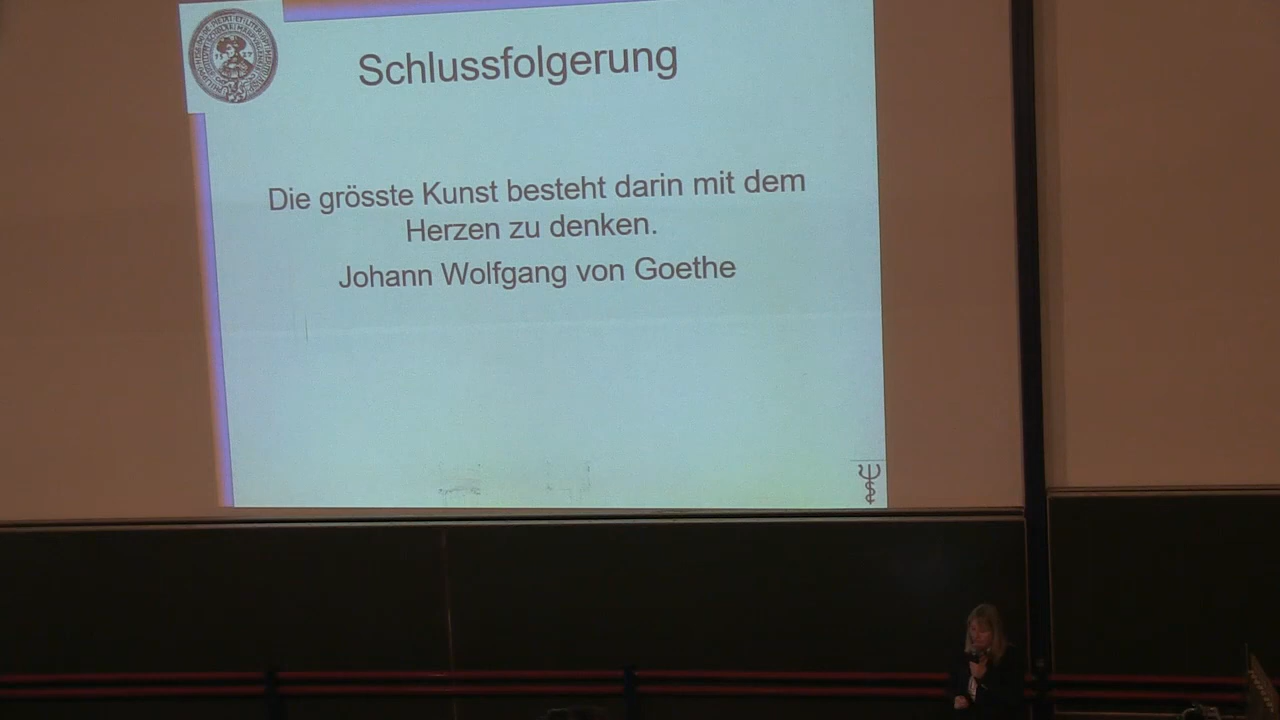 Schlussfolgerung
Die grösste Kunst besteht darin mit dem
Herzen zu denken.
Johann Wolfgang von Goethe